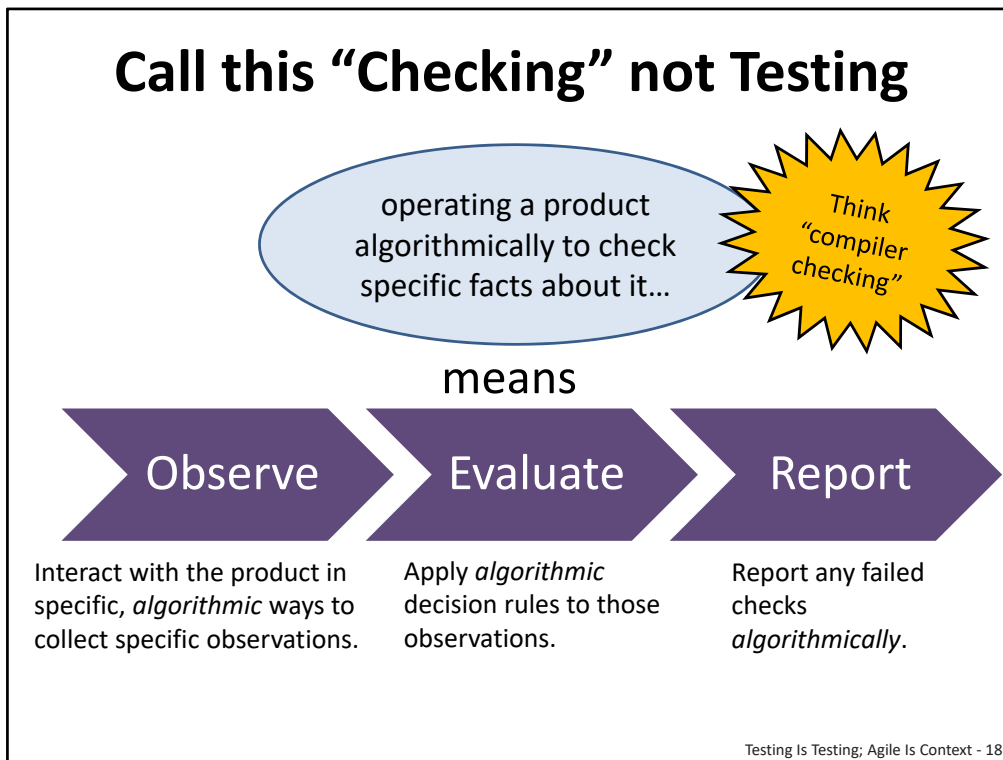 Call this “Checking” not Testing
operating a product
algorithmically to check
specific facts about it…
Think
“compiler
checking”
means
Observe
Evaluate
Report
Interact with the product in
specific, algorithmic ways to
collect specific observations.
Apply algorithmic
decision rules to those
observations.
Report any failed
checks
algorithmically.
Testing Is Testing; Agile Is Context - 18